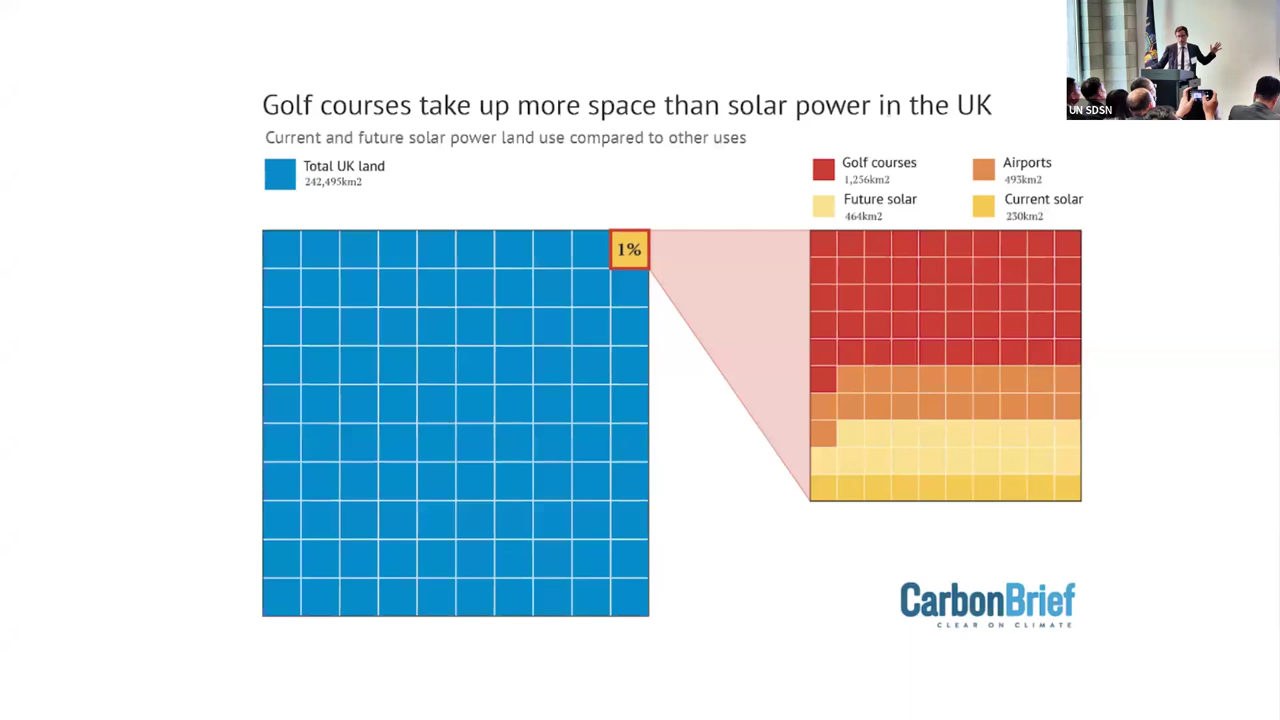 UN SDSN
Golf courses take up more space than solar power in the UK
Current and future solar power land use compared to other uses
Total UK land
242,495km2
Golf courses
1,256km2
Airports
493km2
Future solar
464km2
Current solar
230km2
1%
CarbonBrief
CLEAR ON CLIMATE